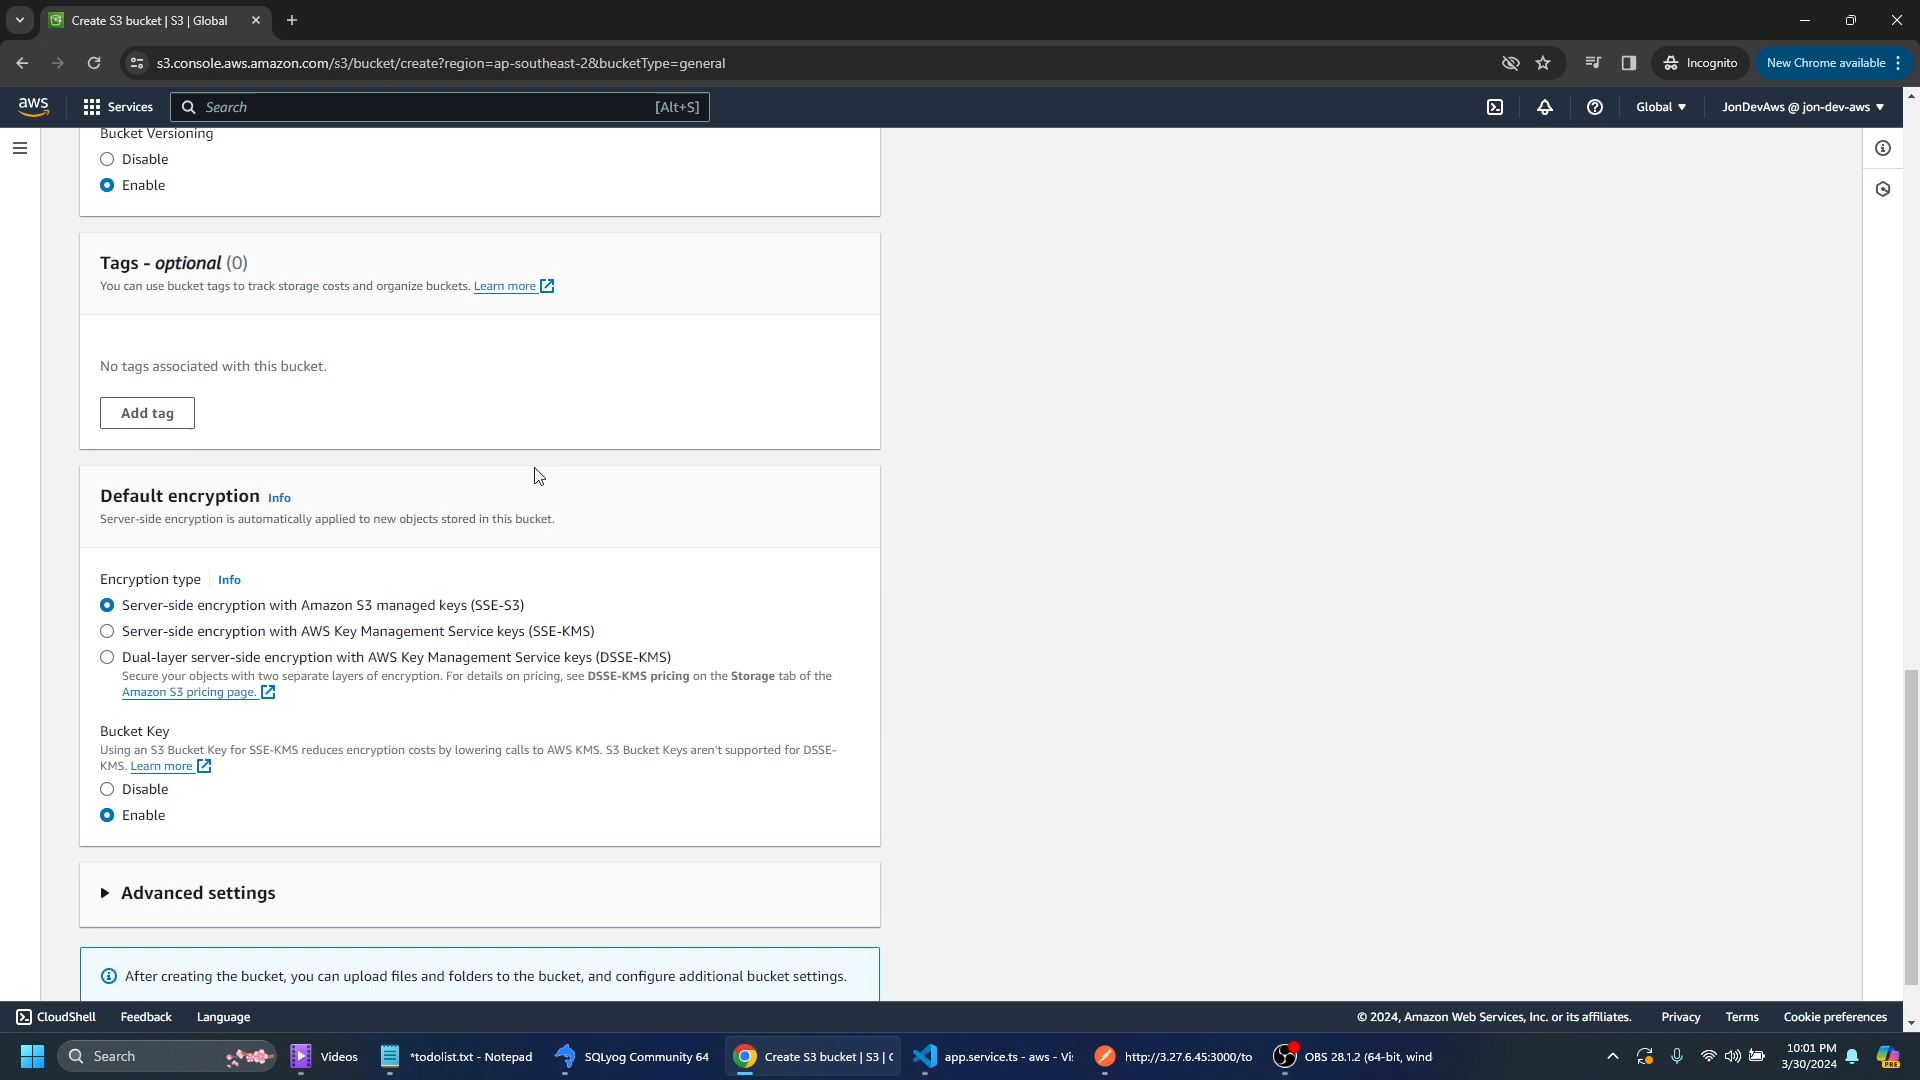 Create S3 bucket | S3 | Global
s3.console.aws.amazon.com/s3/bucket/create?region=ap-southeast-2&bucketType=general
Incognito
New Chrome available
aws
Services
Search
[Alt+S]
Global
JonDevAws @ jon-dev-aws
Bucket Versioning
Disable
Enable
Tags - optional (0)
You can use bucket tags to track storage costs and organize buckets. Learn more
No tags associated with this bucket.
Add tag
Default encryption Info
Server-side encryption is automatically applied to new objects stored in this bucket.
Encryption type Info
Server-side encryption with Amazon S3 managed keys (SSE-S3)
Server-side encryption with AWS Key Management Service keys (SSE-KMS)
Dual-layer server-side encryption with AWS Key Management Service keys (DSSE-KMS)
Secure your objects with two separate layers of encryption. For details on pricing, see DSSE-KMS pricing on the Storage tab of the
Amazon S3 pricing page.
Bucket Key
Using an S3 Bucket Key for SSE-KMS reduces encryption costs by lowering calls to AWS KMS. S3 Bucket Keys aren't supported for DSSE-
KMS. Learn more
Disable
Enable
Advanced settings
After creating the bucket, you can upload files and folders to the bucket, and configure additional bucket settings.
CloudShell
Feedback
Language
© 2024, Amazon Web Services, Inc. or its affiliates.
Privacy
Terms
Cookie preferences
Search
Videos
*todolist.txt - Notepad
SQLyog Community 64
Create S3 bucket | S3 | G
app.service.ts - aws - Vi
http://3.27.6.45:3000/to
OBS 28.1.2 (64-bit, wind
10:01 PM
3/30/2024
PRE